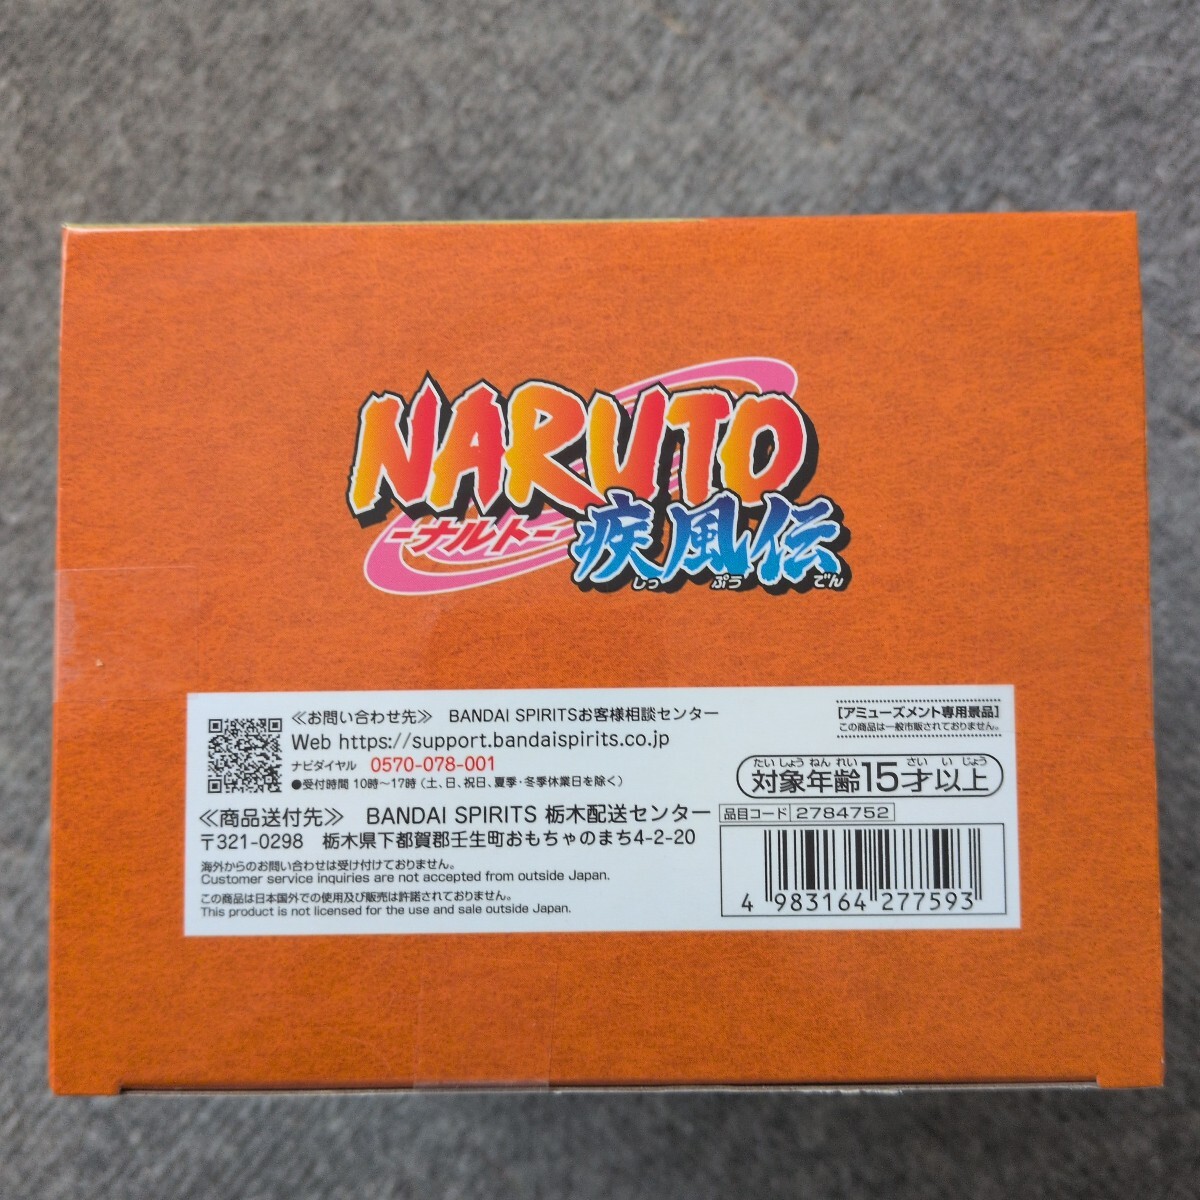 NARUTO
-ナルト-
疾風伝
しっ ぷう でん
≪お問い合わせ先≫ BANDAI SPIRITSお客様相談センター
Web https://support.bandaispirits.co.jp
ナビダイヤル 0570-078-001
●受付時間 10時〜17時（土、日、祝日、夏季・冬季休業日を除く）
[アミューズメント専用景品]
この商品は一般市販されておりません。
たい しょう ねん れい さい い じょう
対象年齢15才以上
≪商品送付先≫ BANDAI SPIRITS 栃木配送センター
〒321-0298 栃木県下都賀郡壬生町おもちゃのまち4-2-20
品目コード 2784752
海外からのお問い合わせは受け付けておりません。
Customer service inquiries are not accepted from outside Japan.
この商品は日本国外での使用及び販売は許諾されておりません。
This product is not licensed for the use and sale outside Japan.
4 983164 277593